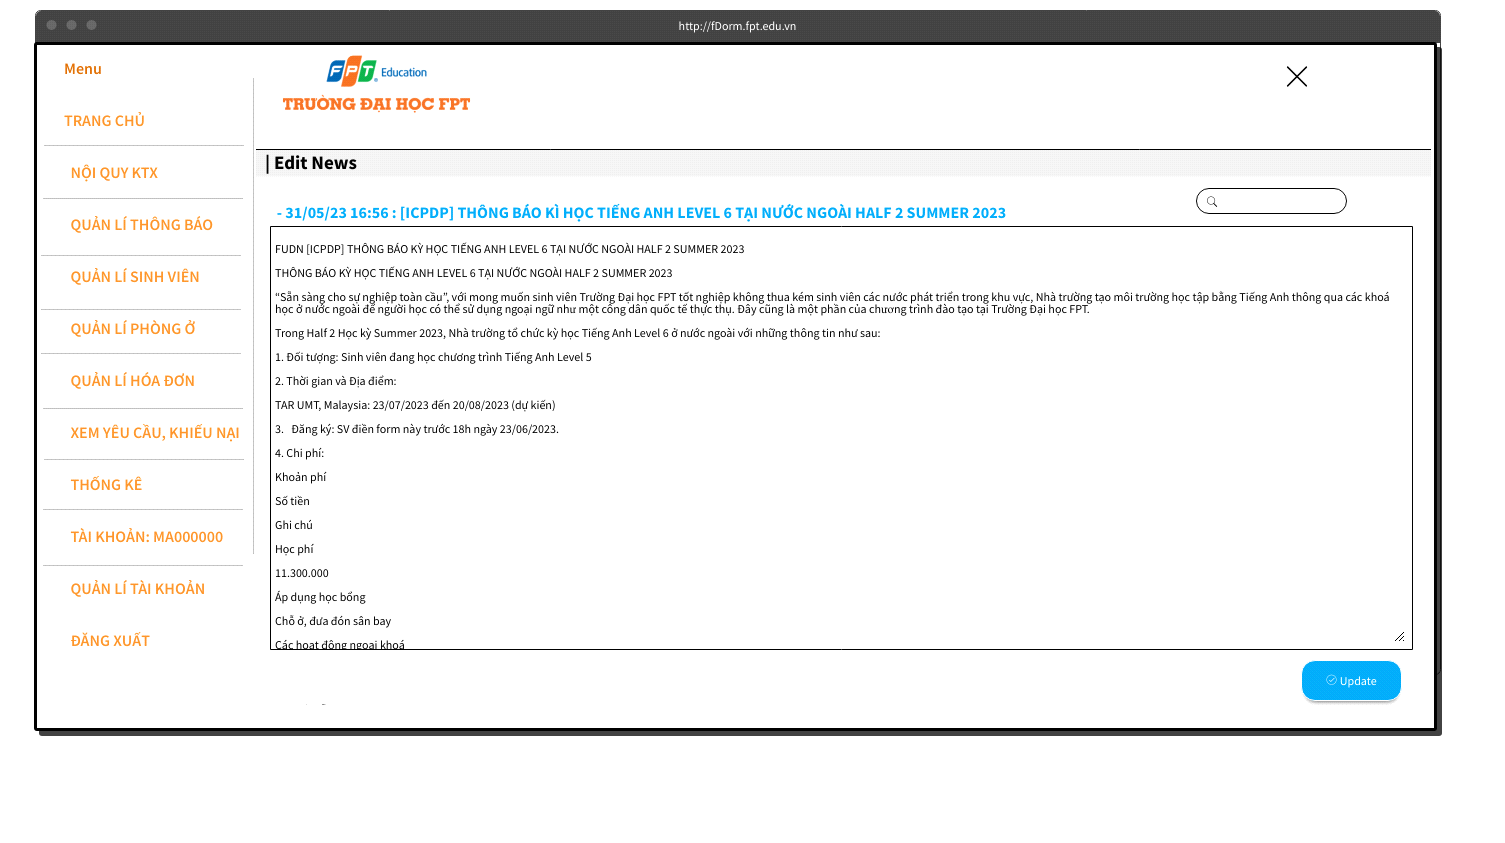 http://fDorm.fpt.edu.vn
Menu
TRANG CHỦ
NỘI QUY KTX
QUẢN LÍ THÔNG BÁO
QUẢN LÍ SINH VIÊN
QUẢN LÍ PHÒNG Ở
QUẢN LÍ HÓA ĐƠN
XEM YÊU CẦU, KHIẾU NẠI
THỐNG KÊ
TÀI KHOẢN: MA000000
QUẢN LÍ TÀI KHOẢN
ĐĂNG XUẤT
FPT Education
TRƯỜNG ĐẠI HỌC FPT
| Edit News
- 31/05/23 16:56 : [ICPDP] THÔNG BÁO KÌ HỌC TIẾNG ANH LEVEL 6 TẠI NƯỚC NGOÀI HALF 2 SUMMER 2023
FUDN [ICPDP] THÔNG BÁO KỲ HỌC TIẾNG ANH LEVEL 6 TẠI NƯỚC NGOÀI HALF 2 SUMMER 2023
THÔNG BÁO KỲ HỌC TIẾNG ANH LEVEL 6 TẠI NƯỚC NGOÀI HALF 2 SUMMER 2023
“Sẵn sàng cho sự nghiệp toàn cầu”, với mong muốn sinh viên Trường Đại học FPT tốt nghiệp không thua kém sinh viên các nước phát triển trong khu vực, Nhà trường tạo môi trường học tập bằng Tiếng Anh thông qua các khoá
học ở nước ngoài để người học có thể sử dụng ngoại ngữ như một công dân quốc tế thực thụ. Đây cũng là một phần của chương trình đào tạo tại Trường Đại học FPT.
Trong Half 2 Học kỳ Summer 2023, Nhà trường tổ chức kỳ học Tiếng Anh Level 6 ở nước ngoài với những thông tin như sau:
1. Đối tượng: Sinh viên đang học chương trình Tiếng Anh Level 5
2. Thời gian và Địa điểm:
TAR UMT, Malaysia: 23/07/2023 đến 20/08/2023 (dự kiến)
3. Đăng ký: SV điền form này trước 18h ngày 23/06/2023.
4. Chi phí:
Khoản phí
Số tiền
Ghi chú
Học phí
11.300.000
Áp dụng học bổng
Chỗ ở, đưa đón sân bay
Các hoạt động ngoại khoá
Update